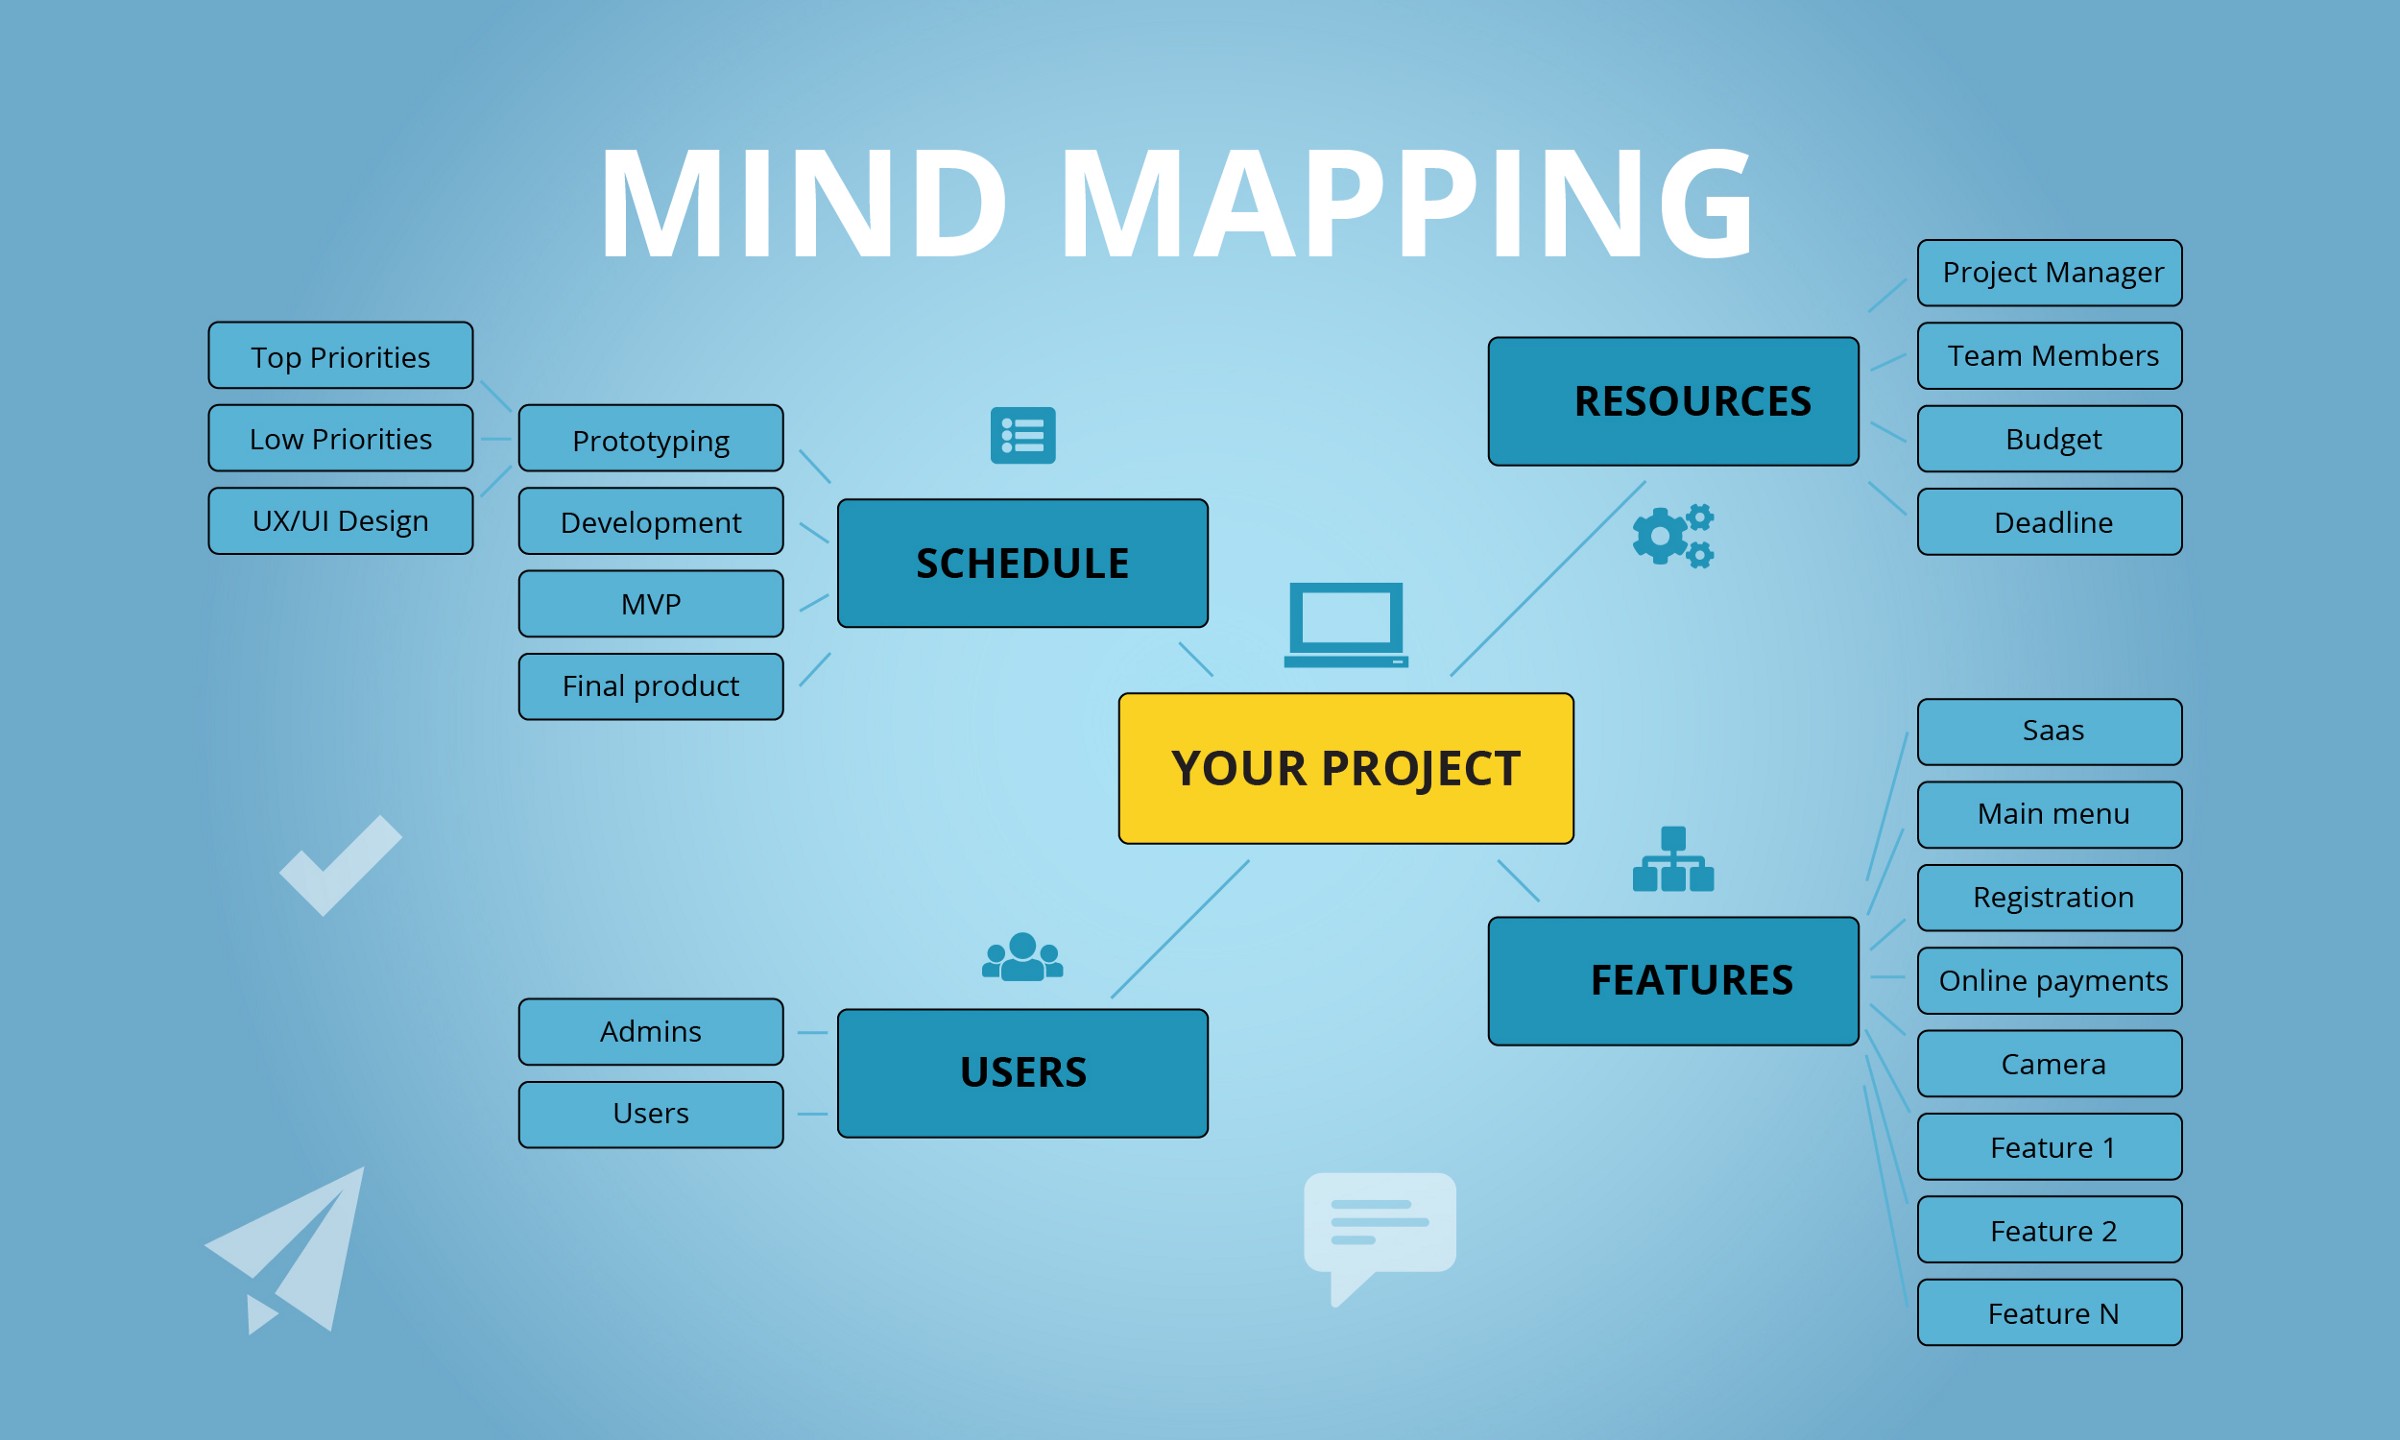 MIND MAPPING
Top Priorities
Low Priorities
UX/UI Design
Prototyping
Development
MVP
Final product
SCHEDULE
RESOURCES
Project Manager
Team Members
Budget
Deadline
YOUR PROJECT
Admins
Users
USERS
FEATURES
Saas
Main menu
Registration
Online payments
Camera
Feature 1
Feature 2
Feature N